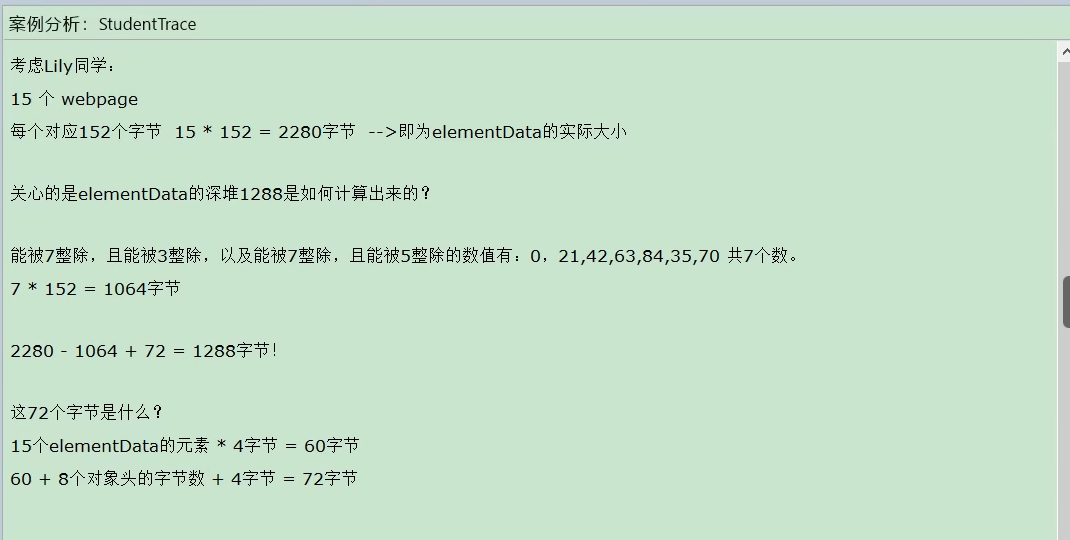 案例分析：StudentTrace
考虑Lily同学：
15 个 webpage
每个对应152个字节 15 * 152 = 2280字节 -->即为elementData的实际大小
关心的是elementData的深堆1288是如何计算出来的？
能被7整除，且能被3整除，以及能被7整除，且能被5整除的数值有：0，21,42,63,84,35,70 共7个数。
7 * 152 = 1064字节
2280 - 1064 + 72 = 1288字节！
这72个字节是什么？
15个elementData的元素 * 4字节 = 60字节
60 + 8个对象头的字节数 + 4字节 = 72字节